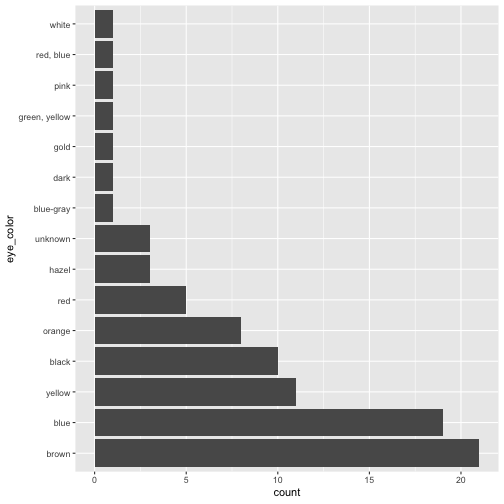 white
red, blue
pink
green, yellow
gold
dark
blue-gray
unknown
hazel
red
orange
black
yellow
blue
brown
eye_color
0 5 10 15 20
count